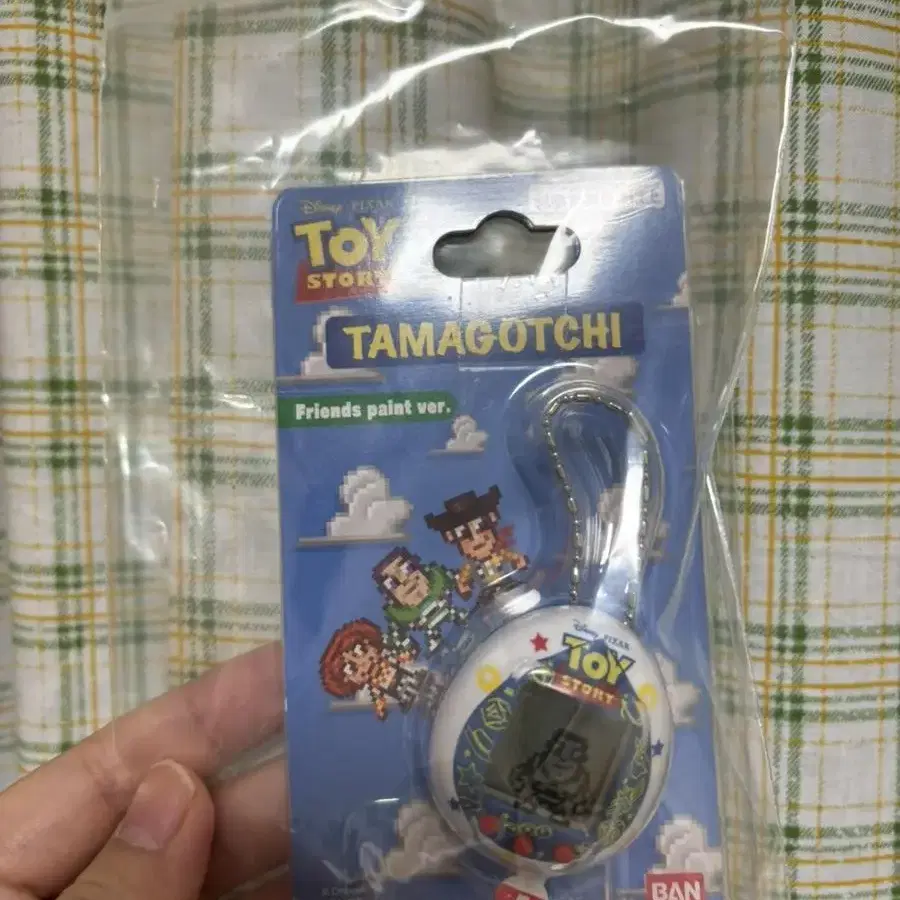 Disney PIXAR
TOY
STORY
TAMAGOTCHI
Friends paint ver.
Disney PIXAR
TOY
STORY
BAN